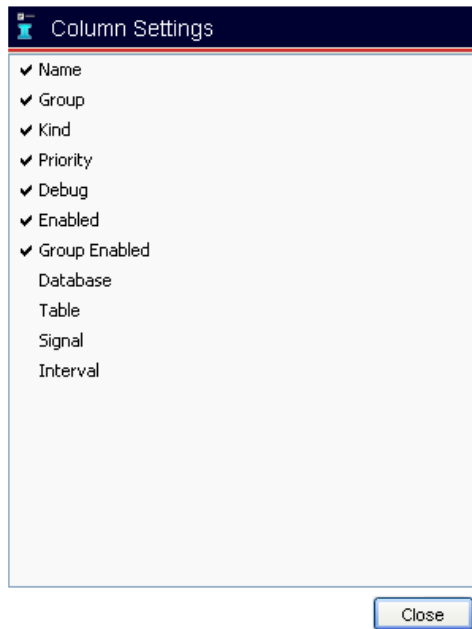 Column Settings
Name
Group
Kind
Priority
Debug
Enabled
Group Enabled
Database
Table
Signal
Interval
Close